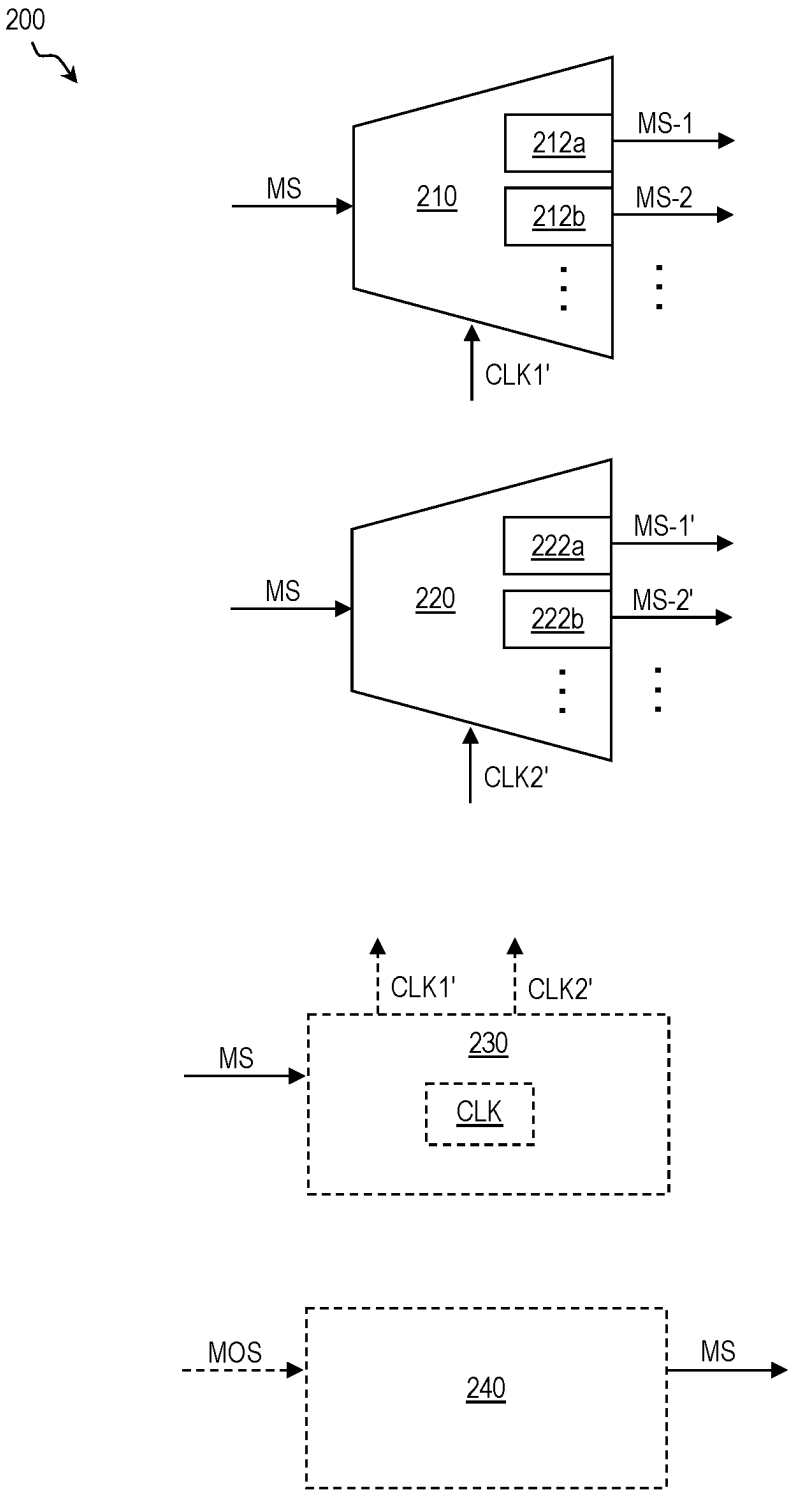 200
212a
MS-1
MS
210
212b
MS-2
CLK1'
222a
MS-1'
MS
220
222b
MS-2'
CLK2'
CLK1'
CLK2'
230
MS
CLK
MOS
MS
240